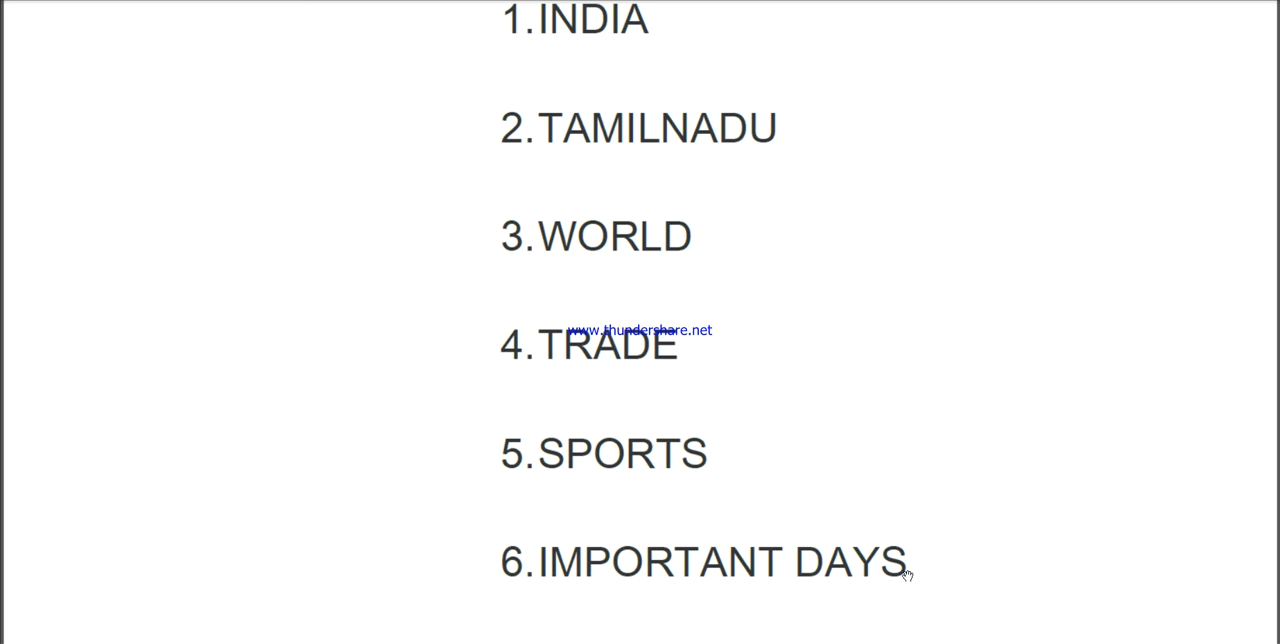 1.INDIA
2.TAMILNADU
3.WORLD
www.thundershare.net
4.TRADE
5.SPORTS
6.IMPORTANT DAYS